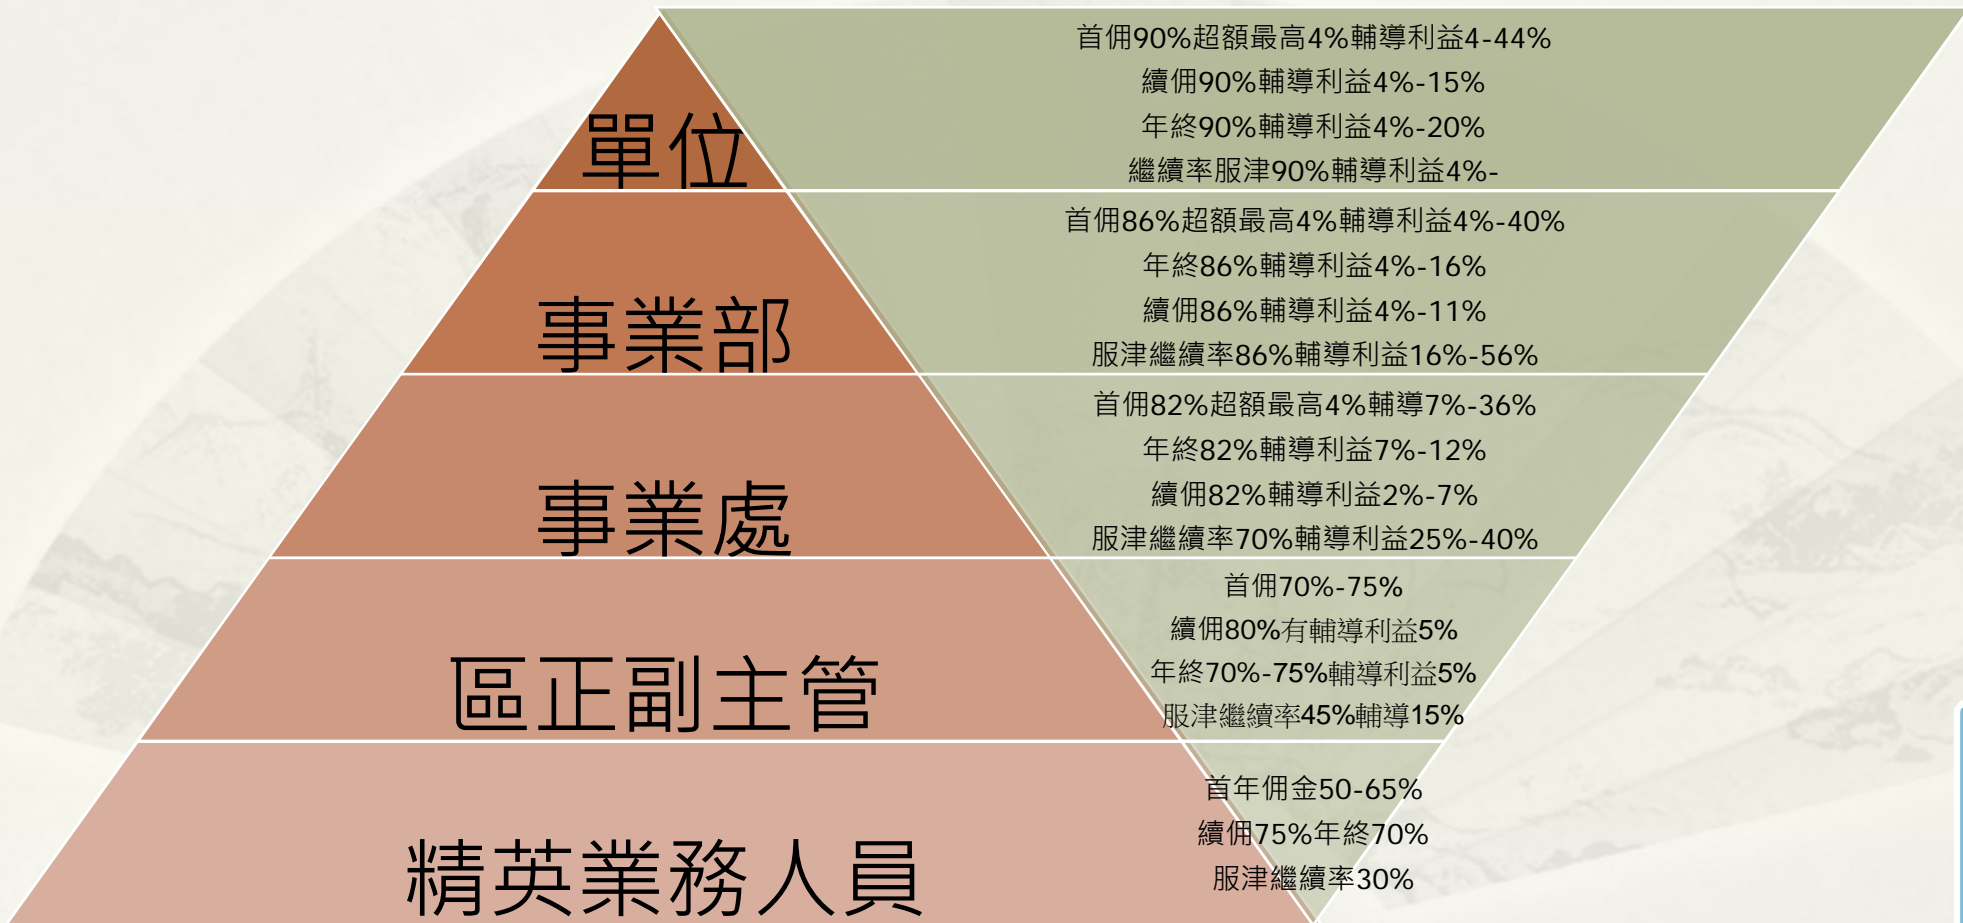 單位
首佣90%超額最高4%輔導利益4-44%
續佣90%輔導利益4%-15%
年終90%輔導利益4%-20%
繼續率服津90%輔導利益4%-
事業部
首佣86%超額最高4%輔導利益4%-40%
年終86%輔導利益4%-16%
續佣86%輔導利益4%-11%
服津繼續率86%輔導利益16%-56%
事業處
首佣82%超額最高4%輔導7%-36%
年終82%輔導利益7%-12%
續佣82%輔導利益2%-7%
服津繼續率70%輔導利益25%-40%
區正副主管
首佣70%-75%
續佣80%有輔導利益5%
年終70%-75%輔導利益5%
服津繼續率45%輔導15%
精英業務人員
首年佣金50-65%
續佣75%年終70%
服津繼續率30%